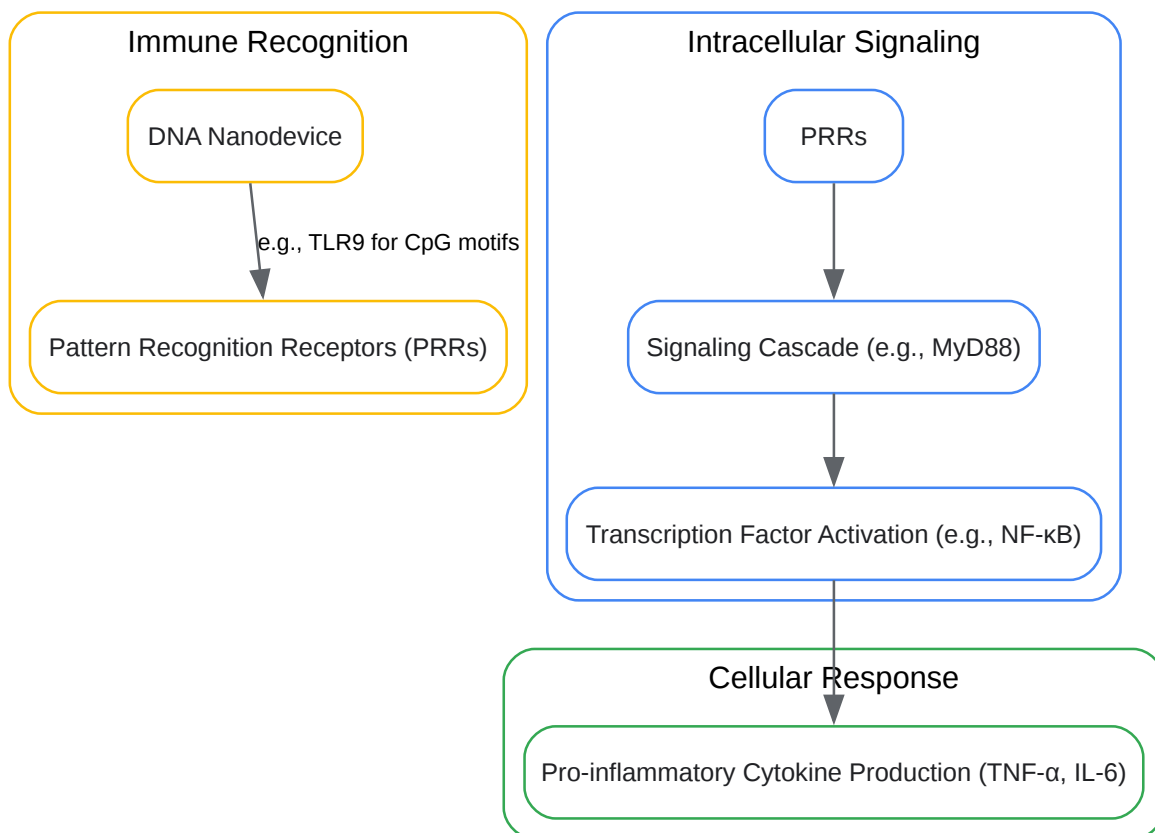 Immune Recognition
DNA Nanodevice
e.g., TLR9 for CpG motifs
Pattern Recognition Receptors (PRRs)
Intracellular Signaling
PRRs
Signaling Cascade (e.g., MyD88)
Transcription Factor Activation (e.g., NF-κB)
Cellular Response
Pro-inflammatory Cytokine Production (TNF-α, IL-6)